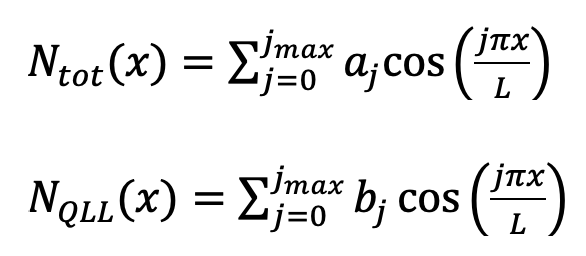 N_{tot}(x) = \sum_{j=0}^{j_{max}} a_j \cos\left(\frac{j\pi x}{L}\right)
N_{QLL}(x) = \sum_{j=0}^{j_{max}} b_j \cos\left(\frac{j\pi x}{L}\right)